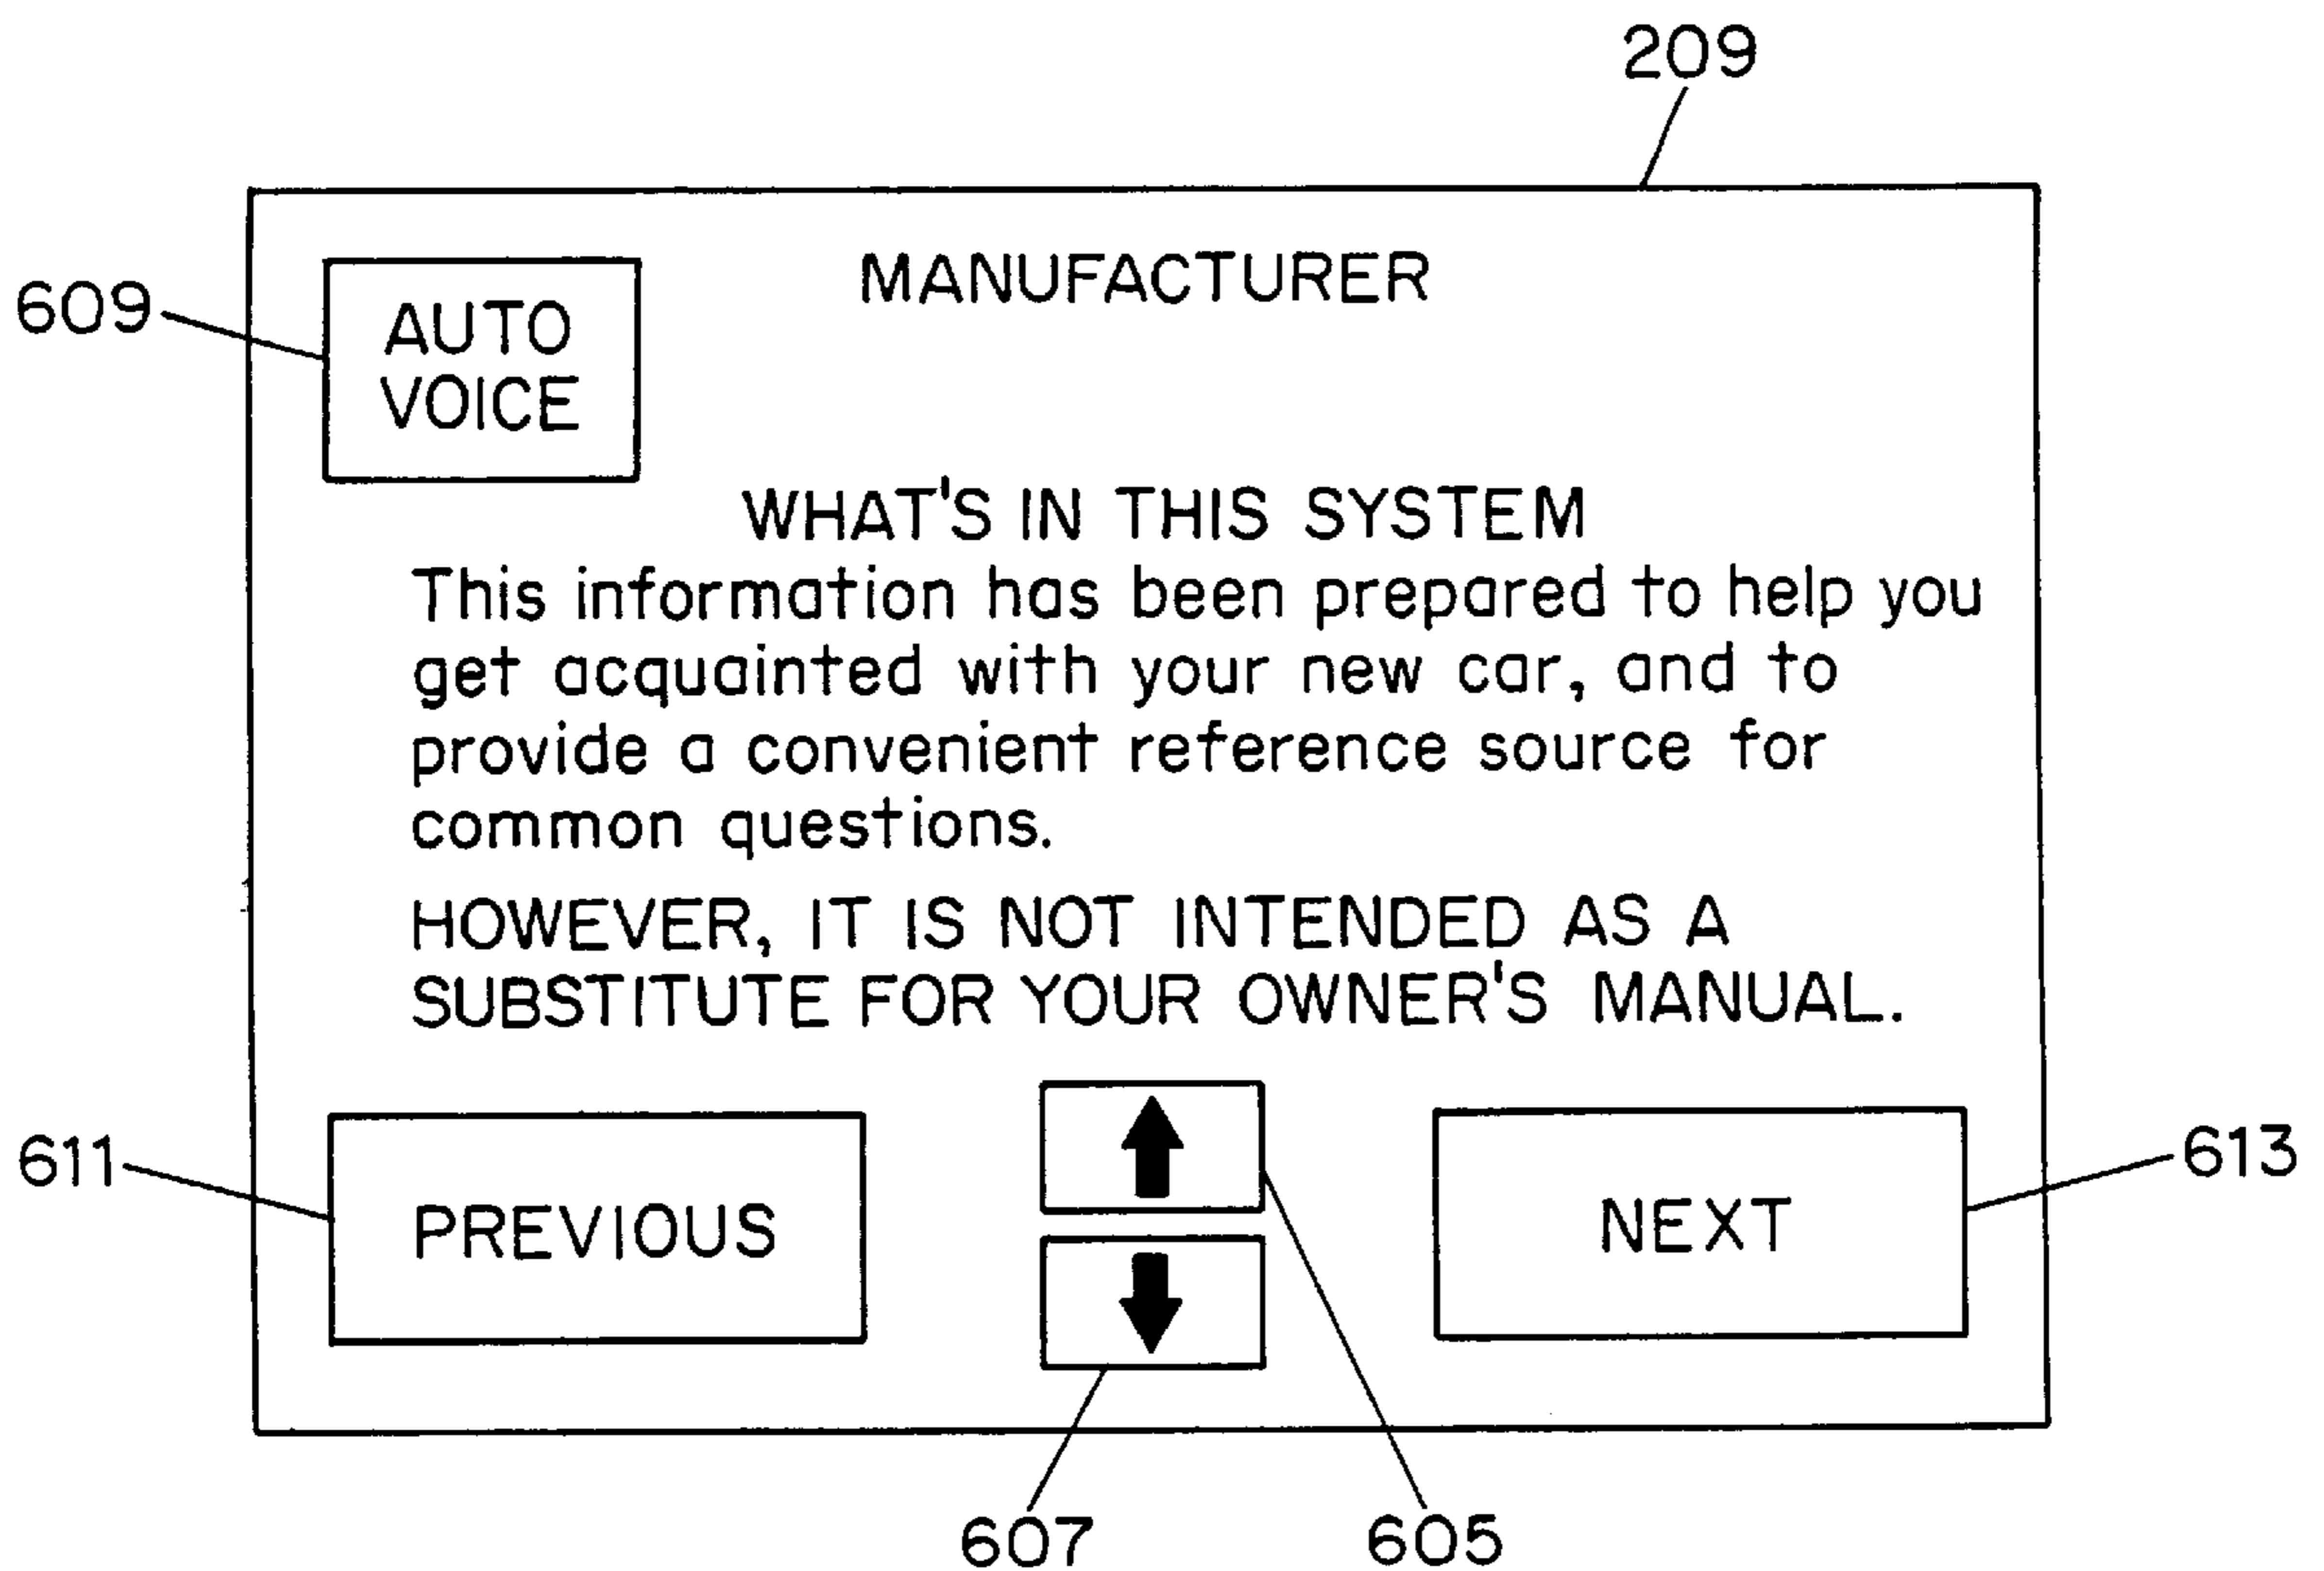 209
MANUFACTURER
609
AUTO
VOICE
WHAT'S IN THIS SYSTEM
This information has been prepared to help you
get acquainted with your new car, and to
provide a convenient reference source for
common questions.
HOWEVER, IT IS NOT INTENDED AS A
SUBSTITUTE FOR YOUR OWNER'S MANUAL.
611
PREVIOUS
NEXT
613
607
605